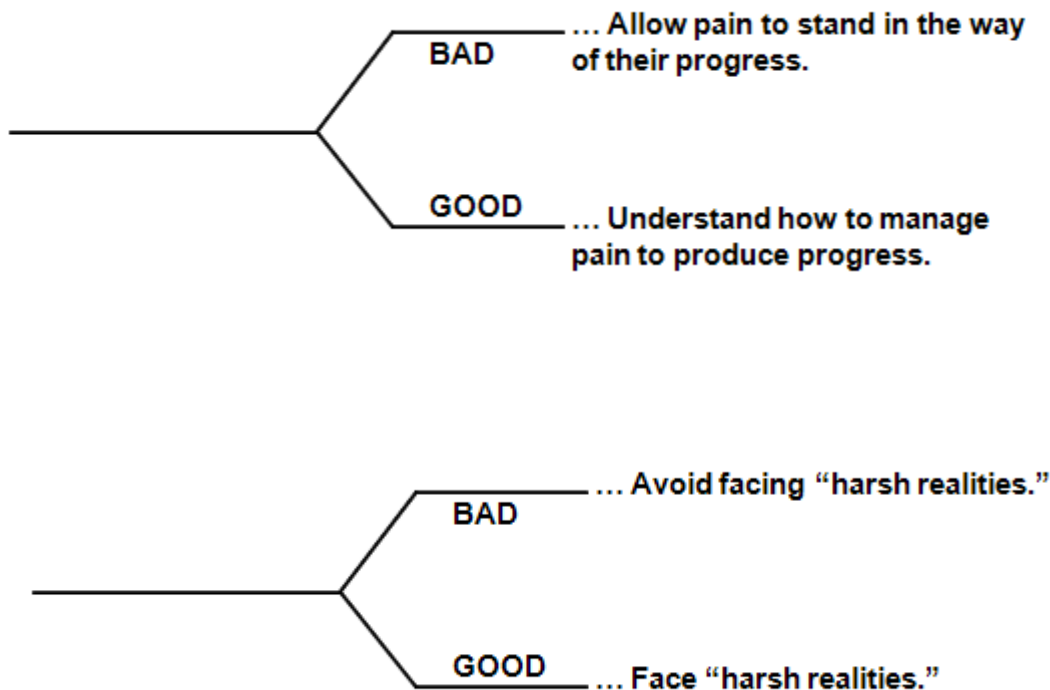 BAD
… Allow pain to stand in the way
of their progress.
GOOD
… Understand how to manage
pain to produce progress.
BAD
… Avoid facing “harsh realities.”
GOOD
… Face “harsh realities.”